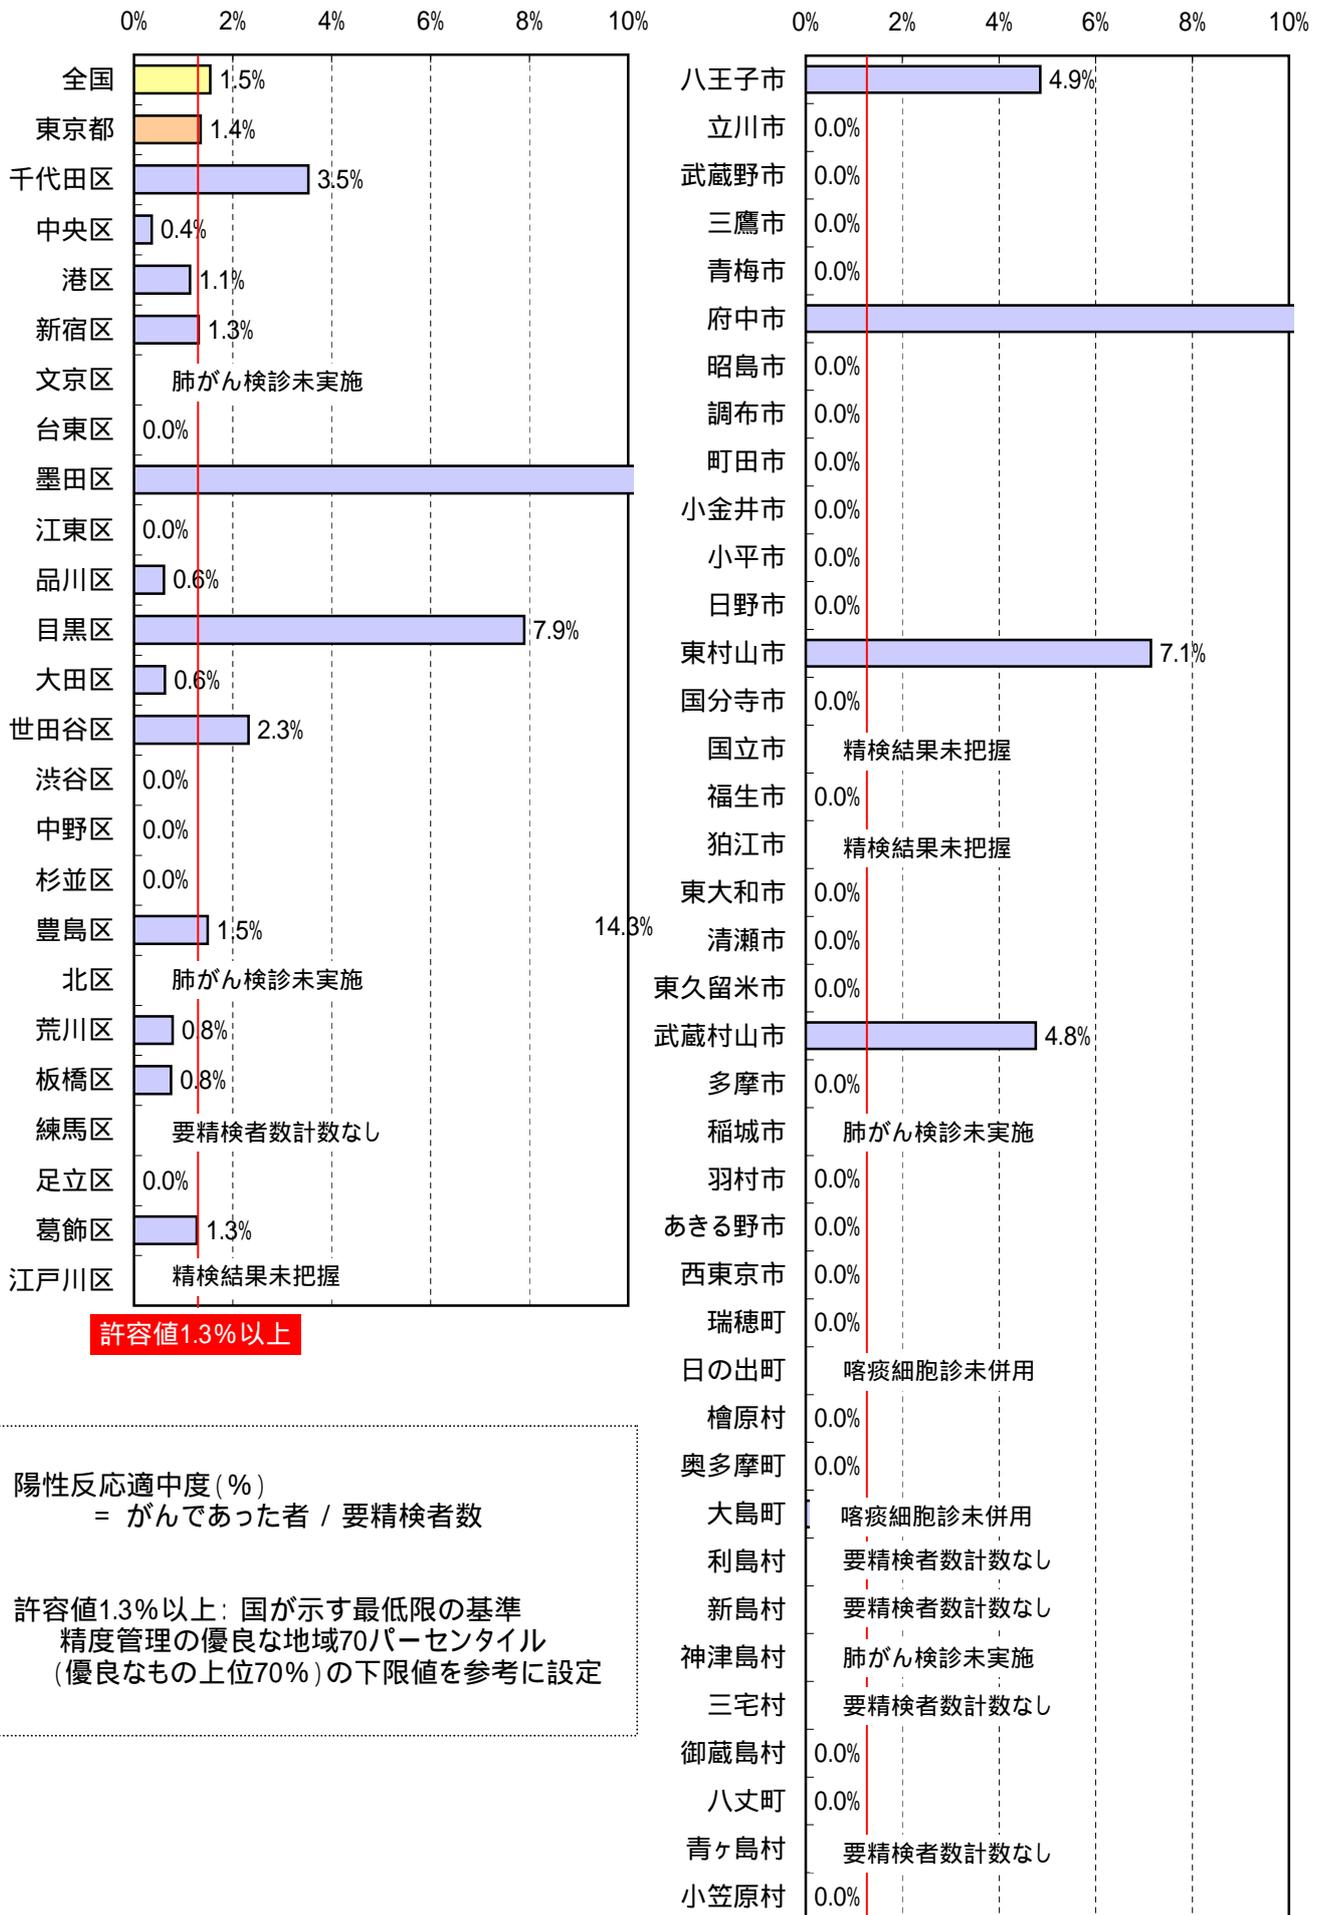 0% 2% 4% 6% 8% 10%
全国 1.5%
東京都 1.4%
千代田区 3.5%
中央区 0.4%
港区 1.1%
新宿区 1.3%
文京区 肺がん検診未実施
台東区 0.0%
墨田区
江東区 0.0%
品川区 0.6%
目黒区 7.9%
大田区 0.6%
世田谷区 2.3%
渋谷区 0.0%
中野区 0.0%
杉並区 0.0%
豊島区 1.5% 14.3%
北区 肺がん検診未実施
荒川区 0.8%
板橋区 0.8%
練馬区 要精検者数計数なし
足立区 0.0%
葛飾区 1.3%
江戸川区 精検結果未把握
許容値1.3%以上
陽性反応適中度(%)
= がんであった者 / 要精検者数
許容値1.3%以上: 国が示す最低限の基準
精度管理の優良な地域70パーセンタイル
(優良なもの上位70%)の下限値を参考に設定
0% 2% 4% 6% 8% 10%
八王子市 4.9%
立川市 0.0%
武蔵野市 0.0%
三鷹市 0.0%
青梅市 0.0%
府中市
昭島市 0.0%
調布市 0.0%
町田市 0.0%
小金井市 0.0%
小平市 0.0%
日野市 0.0%
東村山市 7.1%
国分寺市 0.0%
国立市 精検結果未把握
福生市 0.0%
狛江市 精検結果未把握
東大和市 0.0%
清瀬市 0.0%
東久留米市 0.0%
武蔵村山市 4.8%
多摩市 0.0%
稲城市 肺がん検診未実施
羽村市 0.0%
あきる野市 0.0%
西東京市 0.0%
瑞穂町 0.0%
日の出町 喀痰細胞診未併用
檜原村 0.0%
奥多摩町 0.0%
大島町 喀痰細胞診未併用
利島村 要精検者数計数なし
新島村 要精検者数計数なし
神津島村 肺がん検診未実施
三宅村 要精検者数計数なし
御蔵島村 0.0%
八丈町 0.0%
青ヶ島村 要精検者数計数なし
小笠原村 0.0%